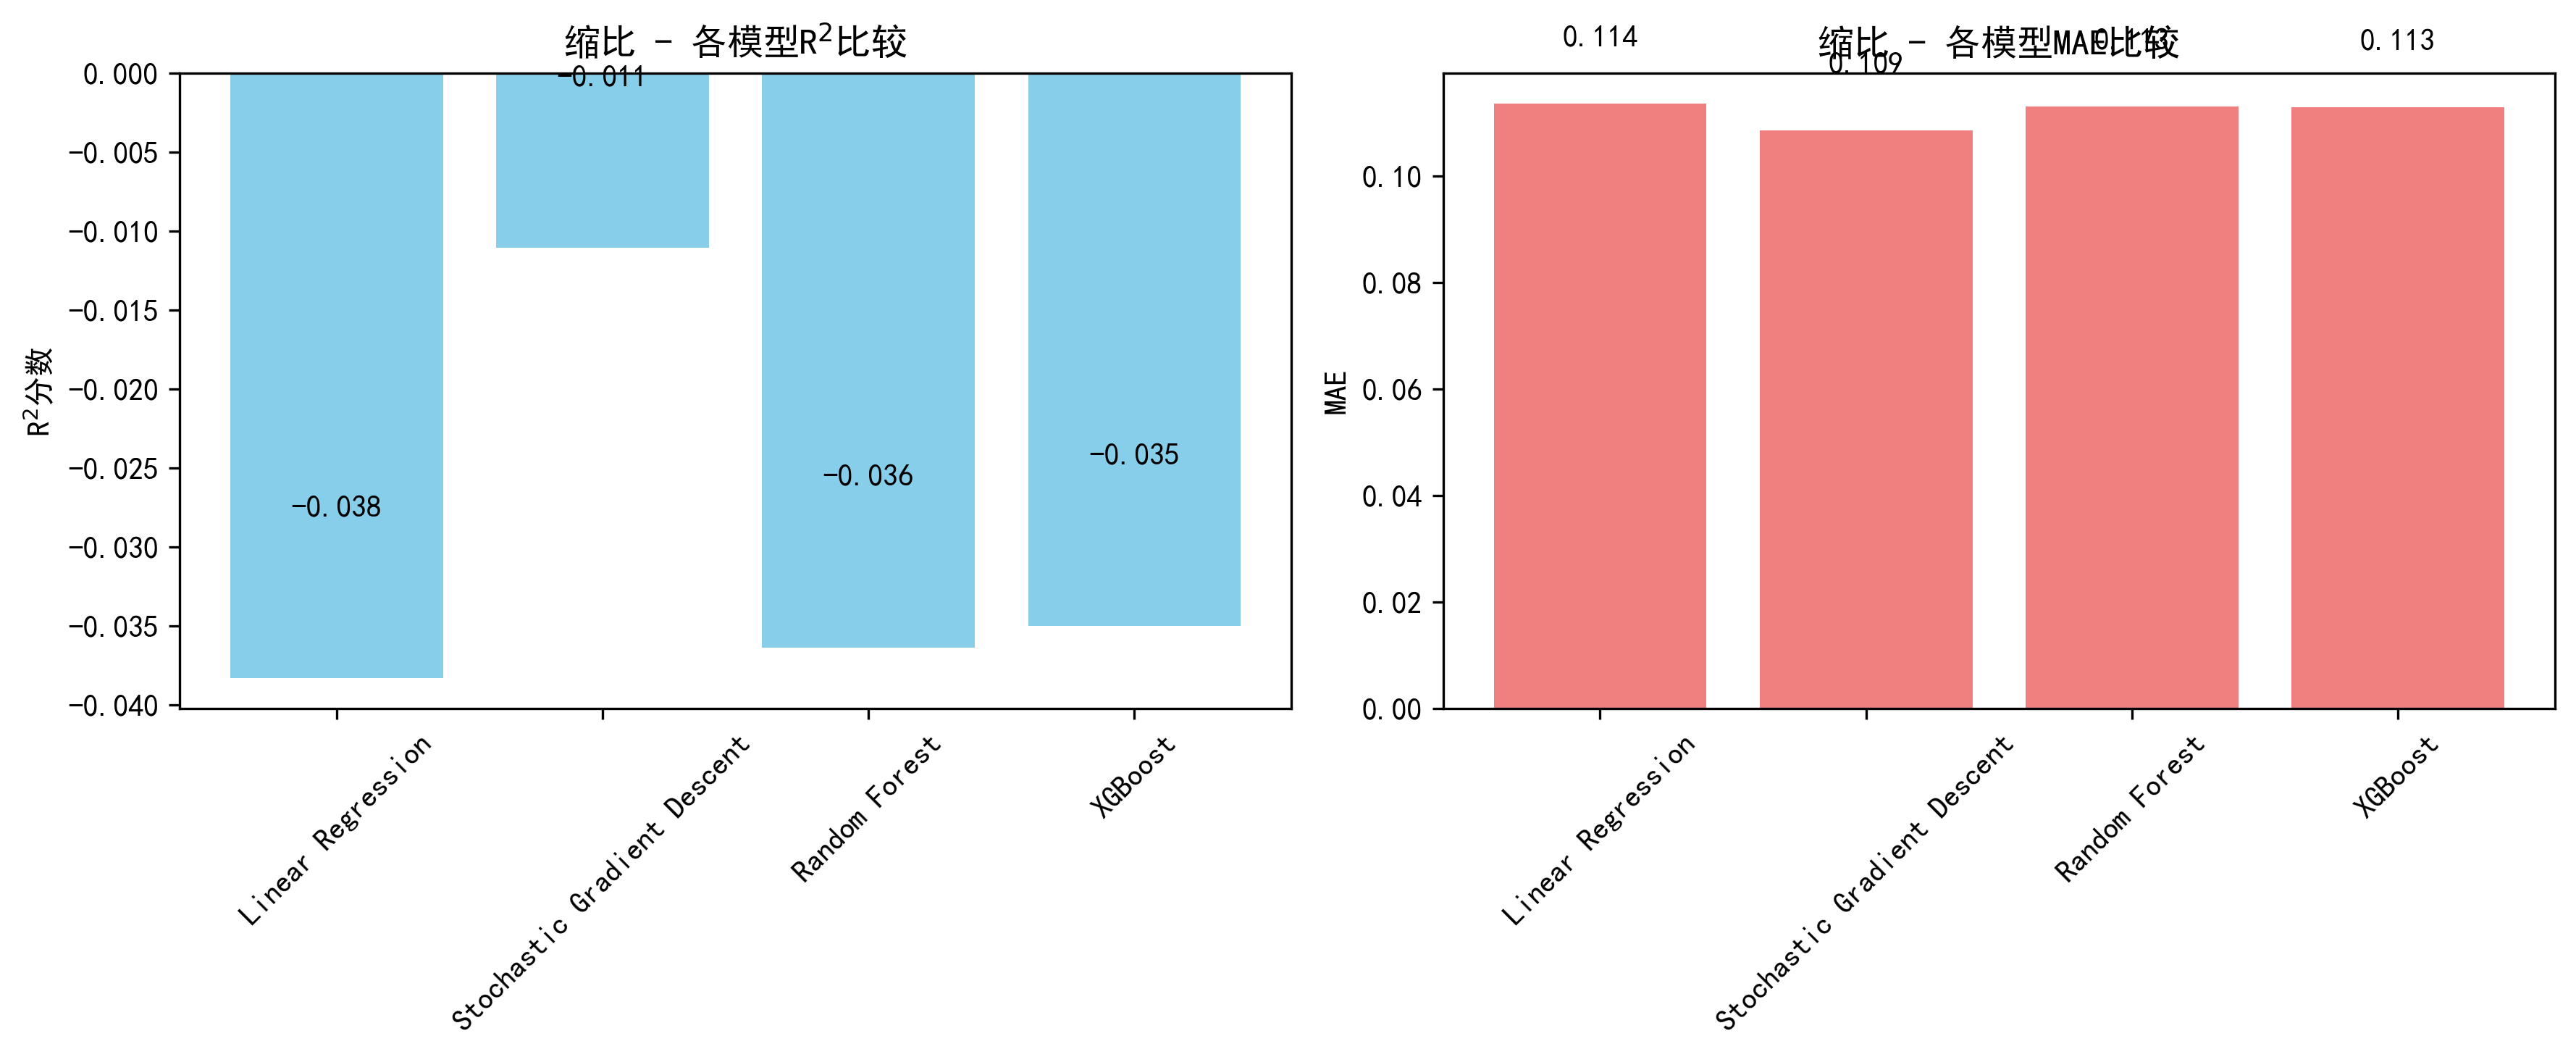 缩比 - 各模型R²比较
R²分数
0.000
-0.005
-0.010
-0.015
-0.020
-0.025
-0.030
-0.035
-0.040
-0.038
-0.011
-0.036
-0.035
Linear Regression
Stochastic Gradient Descent
Random Forest
XGBoost
缩比 - 各模型MAE比较
MAE
0.10
0.08
0.06
0.04
0.02
0.00
0.114
0.109
0.113
0.113
Linear Regression
Stochastic Gradient Descent
Random Forest
XGBoost